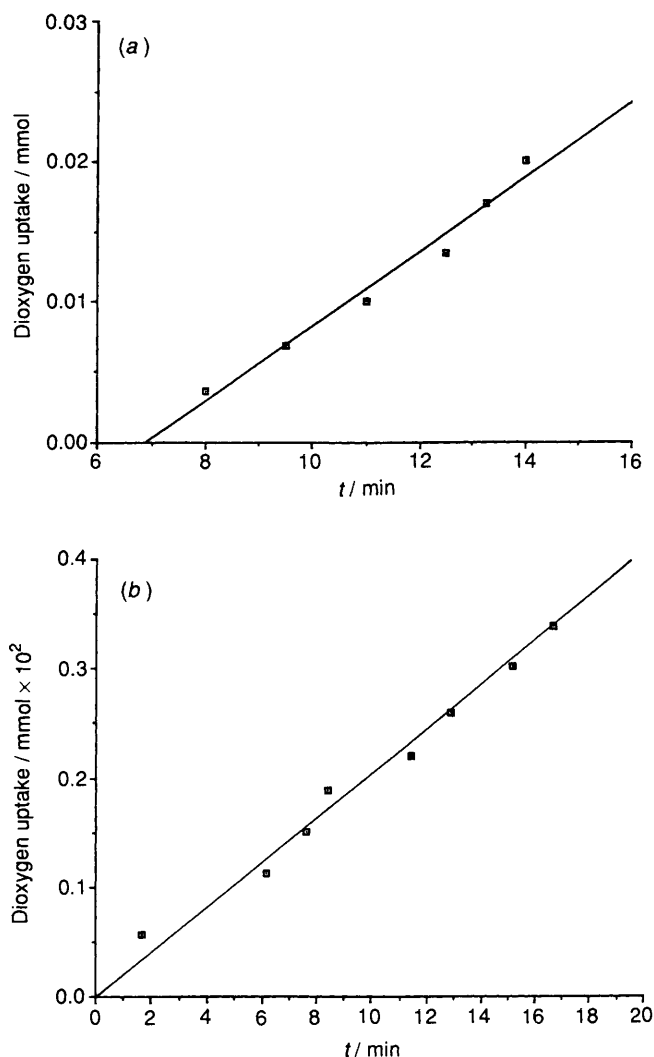 (a)
Dioxygen uptake / mmol
0.03
0.02
0.01
0.00
6 8 10 12 14 16
t / min
(b)
Dioxygen uptake / mmol × 10²
0.4
0.3
0.2
0.1
0.0
0 2 4 6 8 10 12 14 16 18 20
t / min